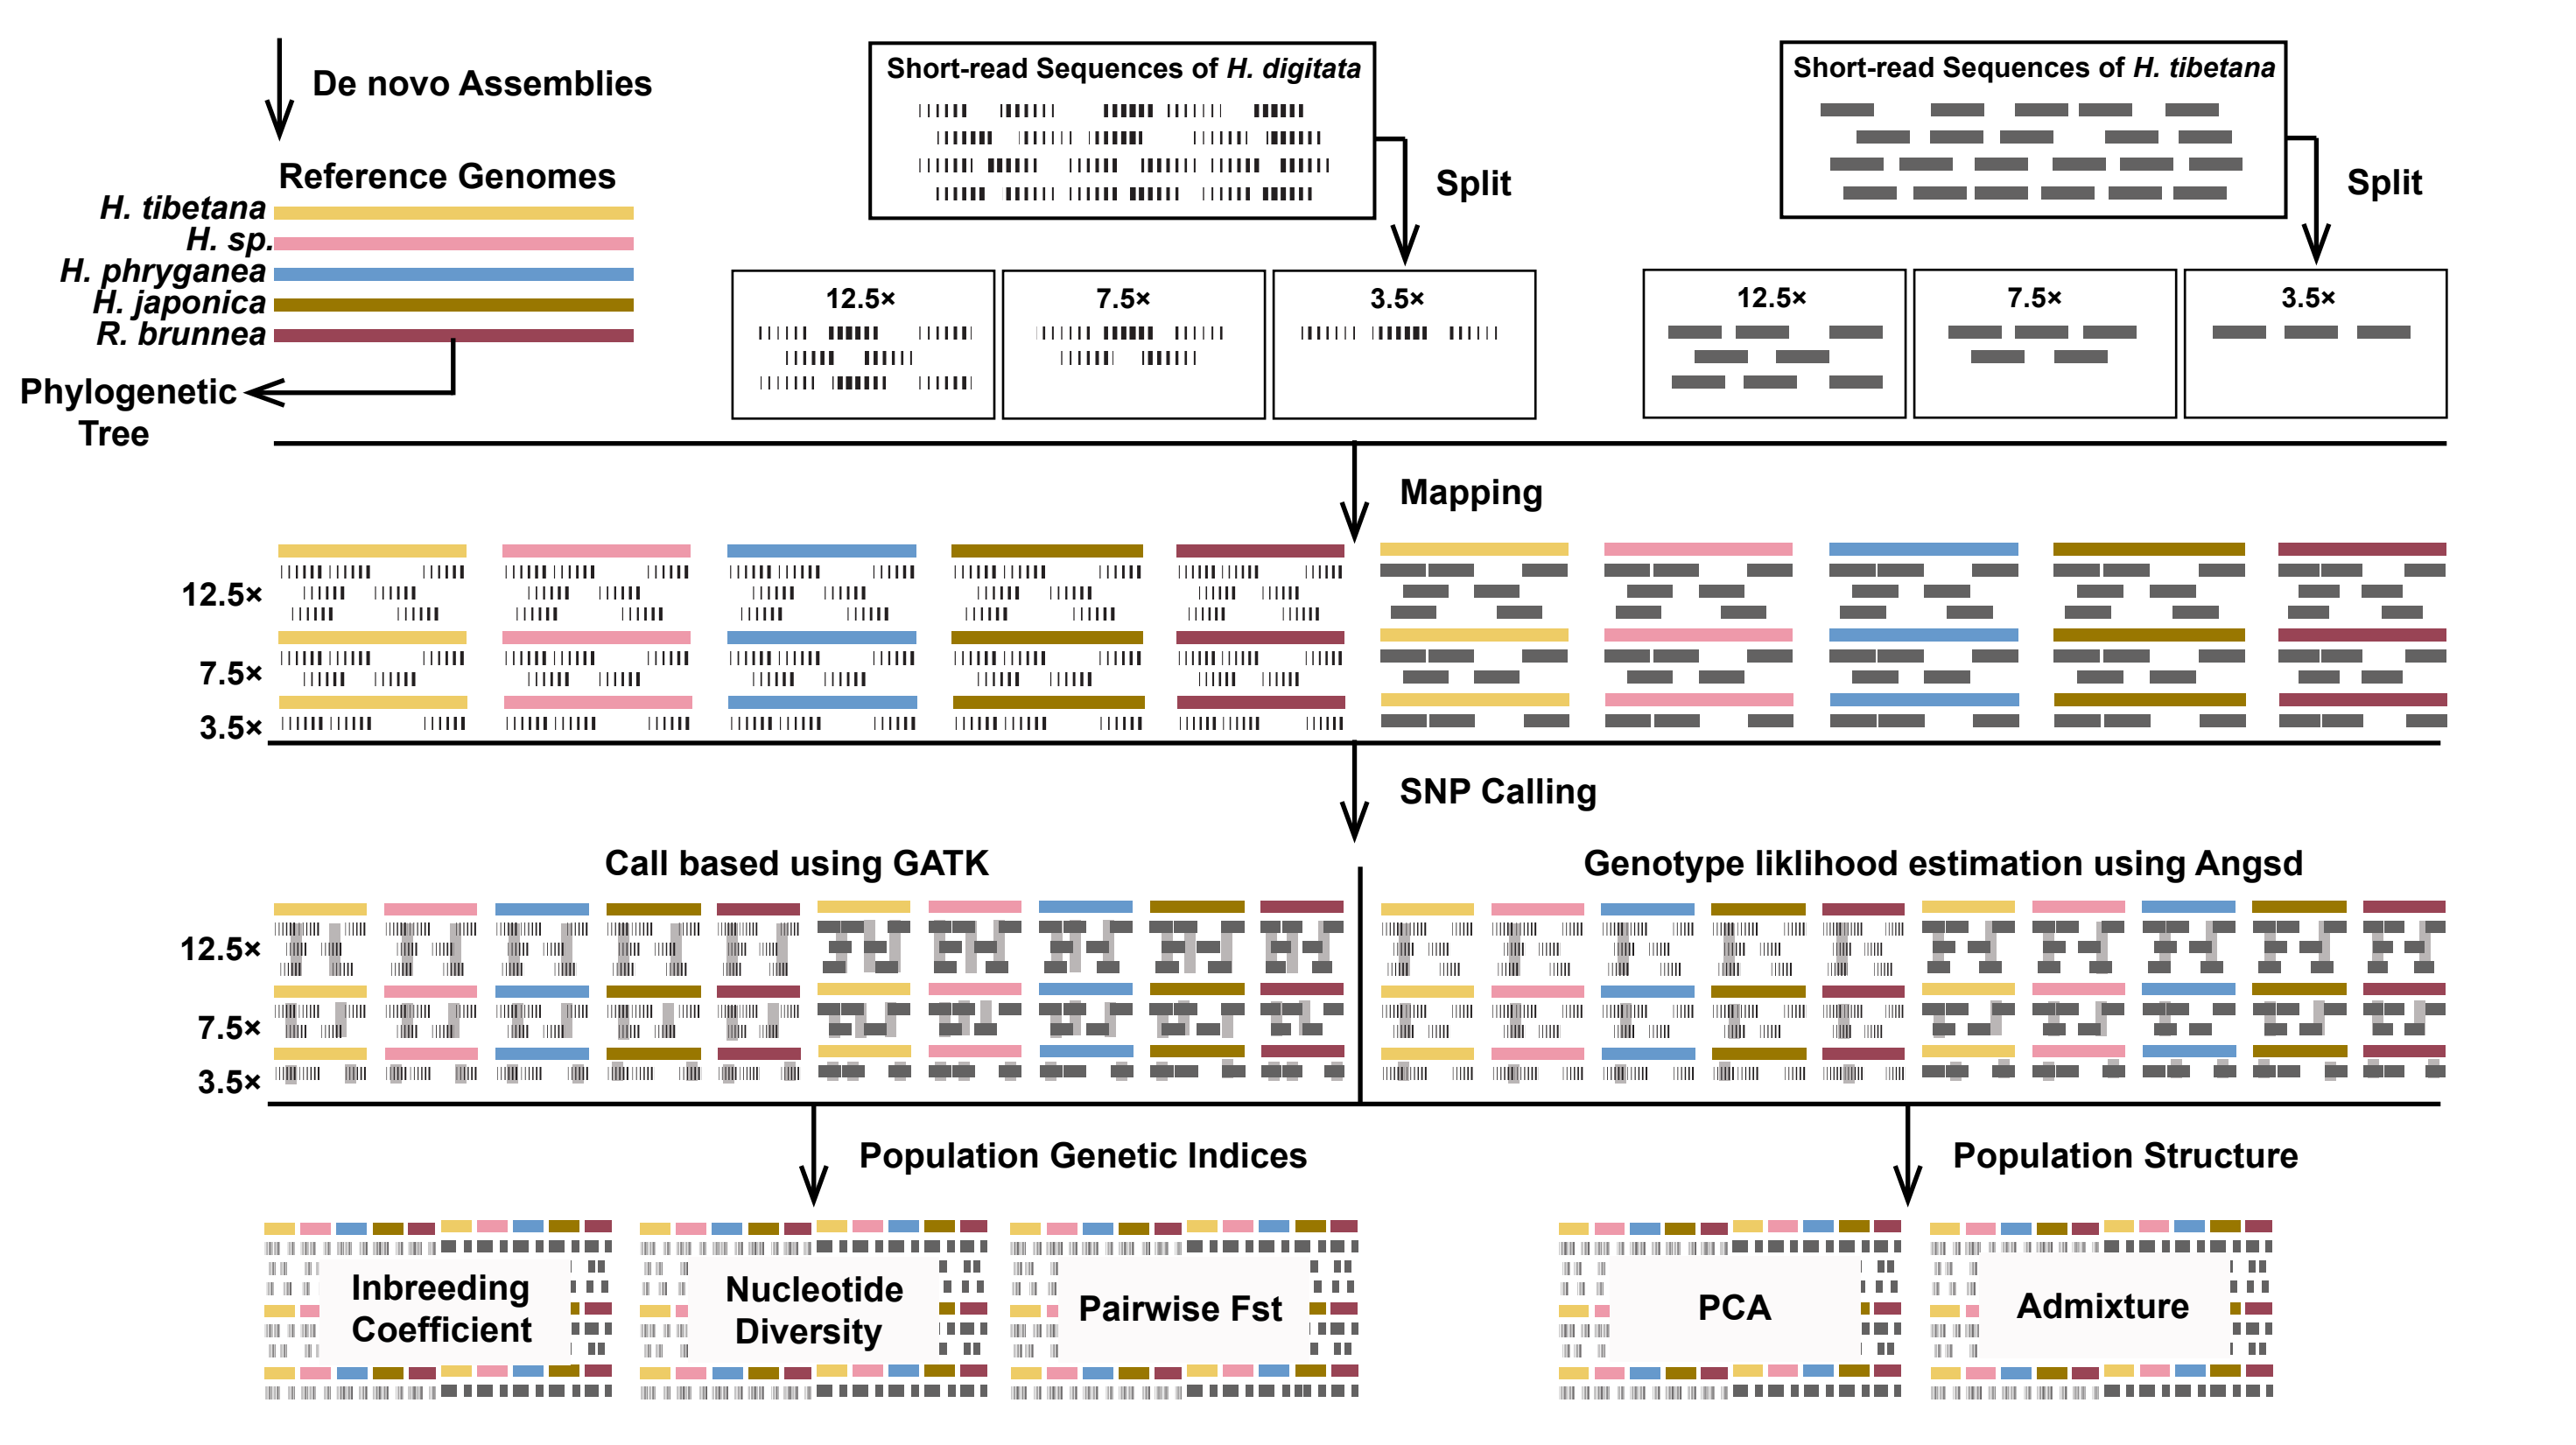 De novo Assemblies
Reference Genomes
H. tibetana
H. sp.
H. phryganea
H. japonica
R. brunnea
Phylogenetic
Tree
Short-read Sequences of H. digitata
Split
12.5×
7.5×
3.5×
Short-read Sequences of H. tibetana
Split
12.5×
7.5×
3.5×
Mapping
12.5×
7.5×
3.5×
SNP Calling
Call based using GATK
Genotype liklihood estimation using Angsd
12.5×
7.5×
3.5×
Population Genetic Indices
Population Structure
Inbreeding
Coefficient
Nucleotide
Diversity
Pairwise Fst
PCA
Admixture